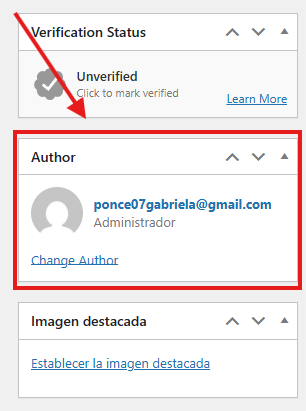 Verification Status
Unverified
Click to mark verified
Learn More
Author
ponce07gabriela@gmail.com
Administrador
Change Author
Imagen destacada
Establecer la imagen destacada